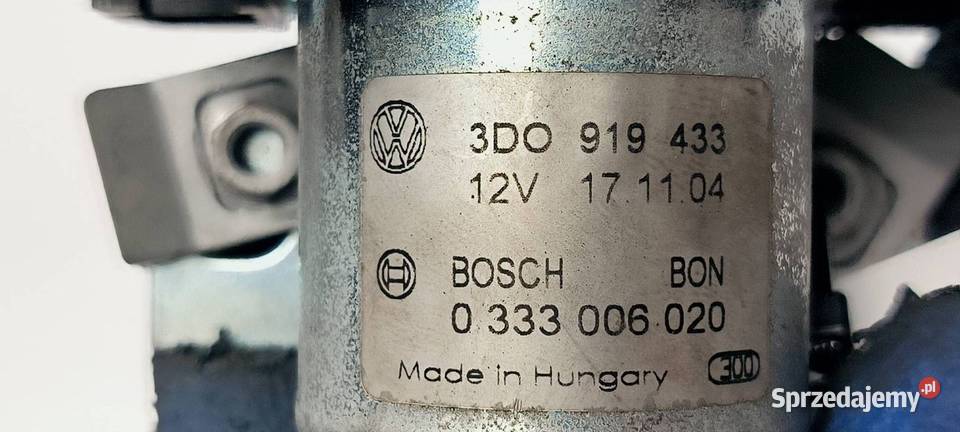 3DO 919 433
12V 17.11.04
BOSCH BON
0 333 006 020
Made in Hungary 300
Sprzedajemy.pl